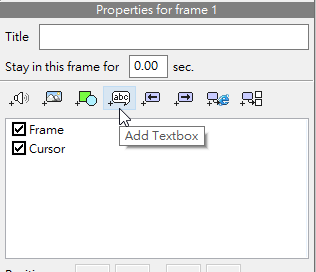 Properties for frame 1
Title
Stay in this frame for 0.00 sec.
abc
Add Textbox
Frame
Cursor